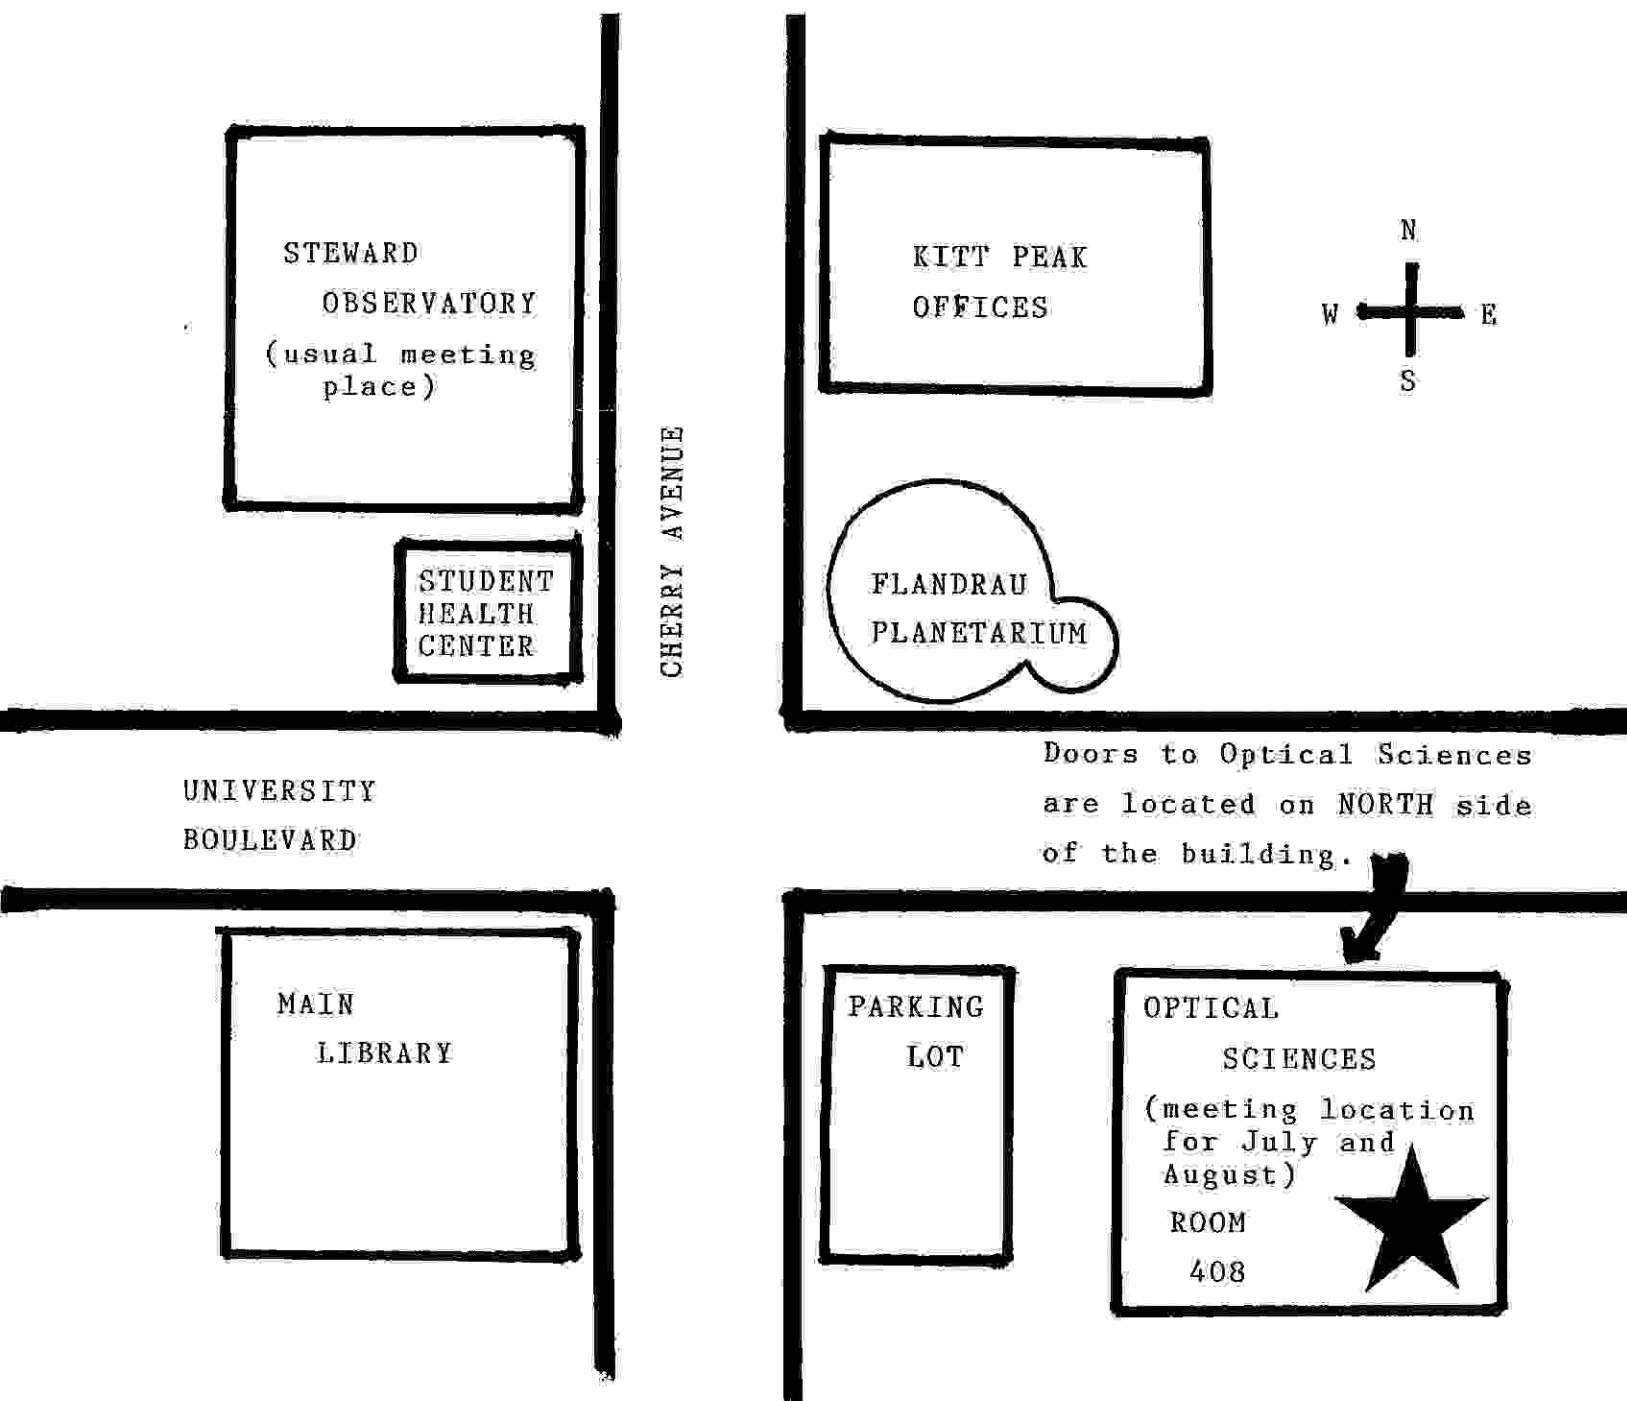 STEWARD
OBSERVATORY
(usual meeting
place)
KITT PEAK
OFFICES
N
W
E
S
CHERRY AVENUE
STUDENT
HEALTH
CENTER
FLANDRAU
PLANETARIUM
UNIVERSITY
BOULEVARD
Doors to Optical Sciences
are located on NORTH side
of the building.
MAIN
LIBRARY
PARKING
LOT
OPTICAL
SCIENCES
(meeting location
for July and
August)
ROOM
408